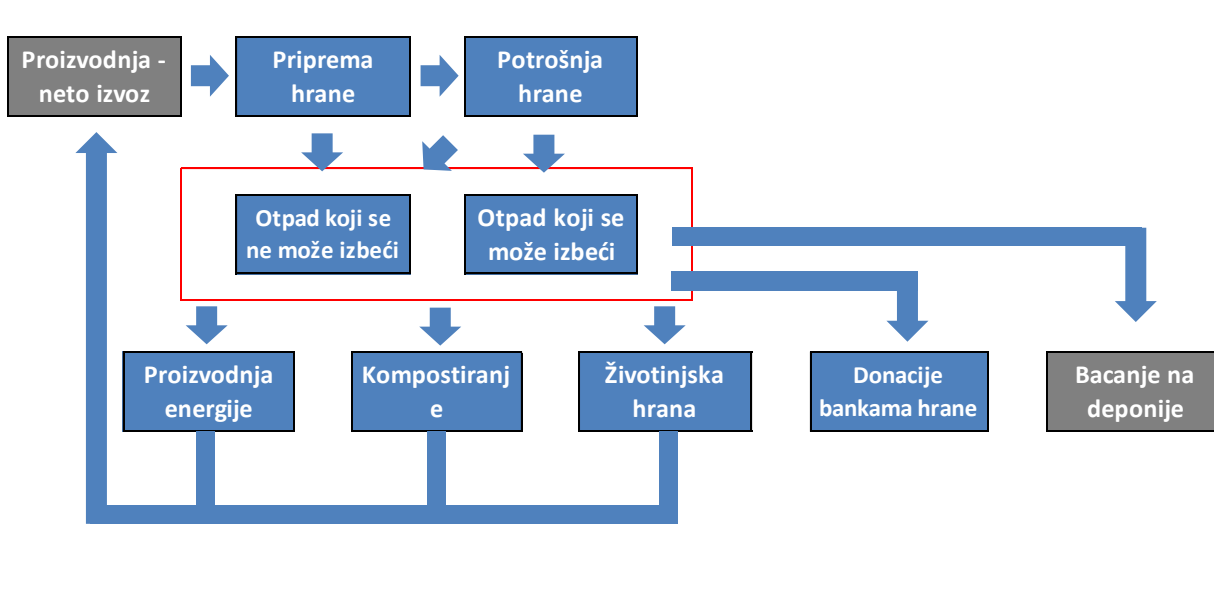 Proizvodnja -
neto izvoz
Priprema
hrane
Potrošnja
hrane
Otpad koji se
ne može izbeći
Otpad koji se
može izbeći
Proizvodnja
energije
Kompostiranj
e
Životinjska
hrana
Donacije
bankama hrane
Bacanje na
deponije